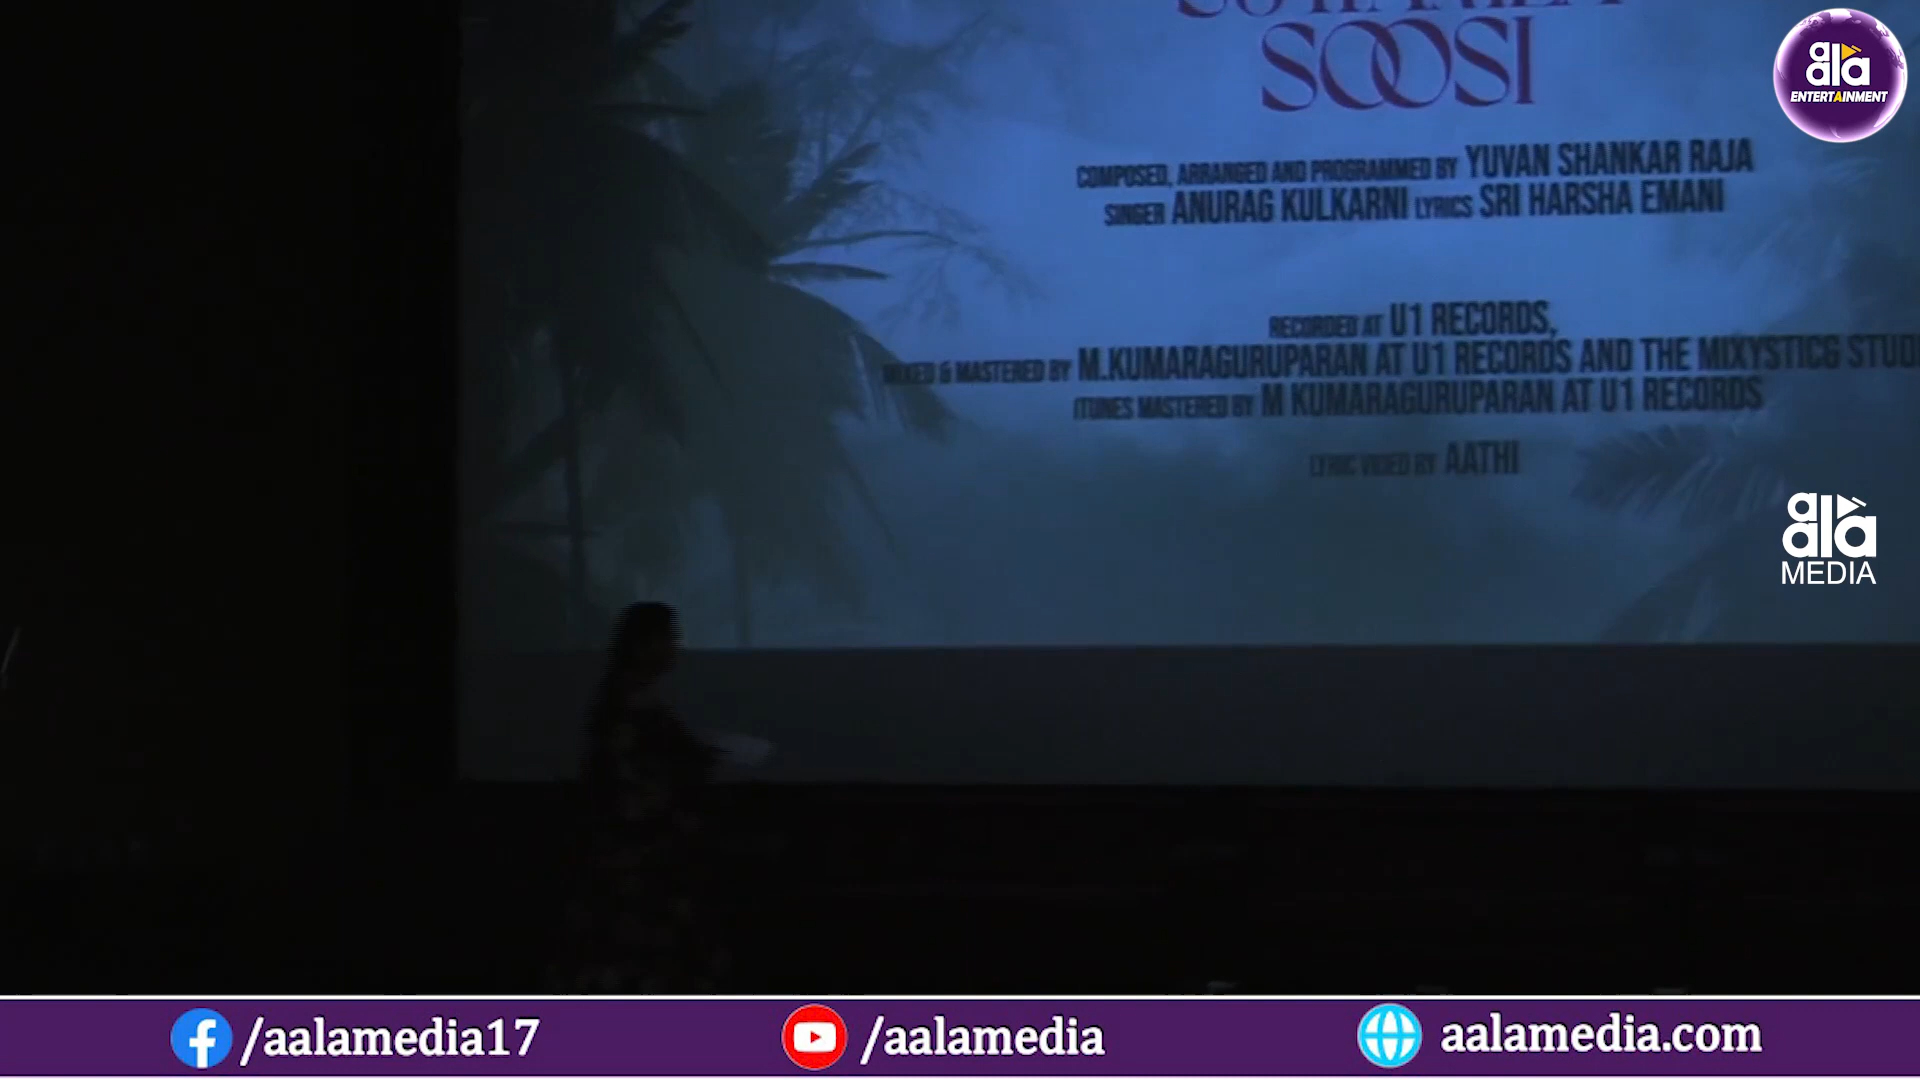 SOOSI
COMPOSED, ARRANGED AND PROGRAMMED BY YUVAN SHANKAR RAJA
SINGER ANURAG KULKARNI LYRICS SRI HARSHA EMANI
RECORDED AT U1 RECORDS,
MIXED & MASTERED BY M.KUMARAGURUPARAN AT U1 RECORDS AND THE MIXYSTICG STUD
ITUNES MASTERED BY M KUMARAGURUPARAN AT U1 RECORDS
LYRIC VIDEO BY AATHI
aala
ENTERTAINMENT
aala
MEDIA
/aalamedia17
/aalamedia
aalamedia.com